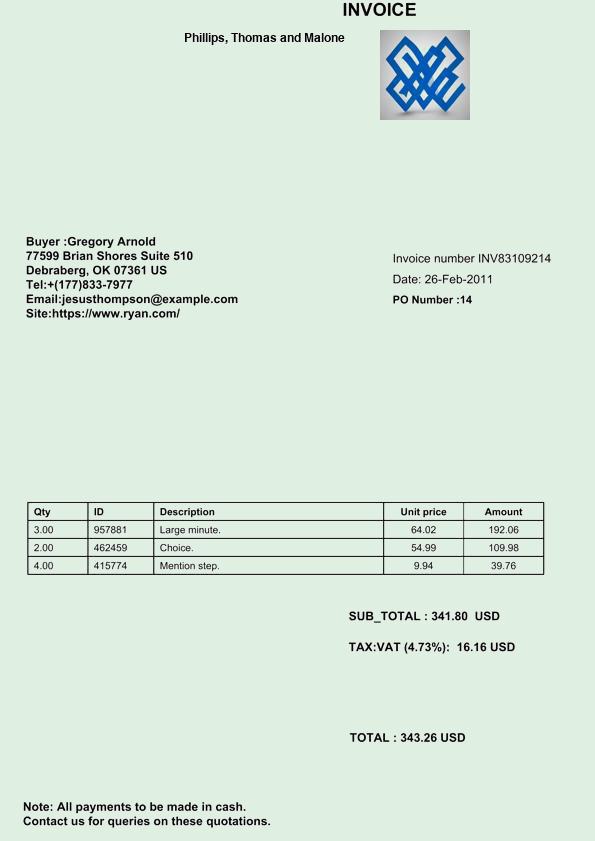 INVOICE
Phillips, Thomas and Malone
Buyer :Gregory Arnold
77599 Brian Shores Suite 510
Debraberg, OK 07361 US
Tel:+(177)833-7977
Email:jesusthompson@example.com
Site:https://www.ryan.com/
Invoice number INV83109214
Date: 26-Feb-2011
PO Number :14
Qty ID Description Unit price Amount
3.00 957881 Large minute. 64.02 192.06
2.00 462459 Choice. 54.99 109.98
4.00 415774 Mention step. 9.94 39.76
SUB_TOTAL : 341.80 USD
TAX:VAT (4.73%): 16.16 USD
TOTAL : 343.26 USD
Note: All payments to be made in cash.
Contact us for queries on these quotations.